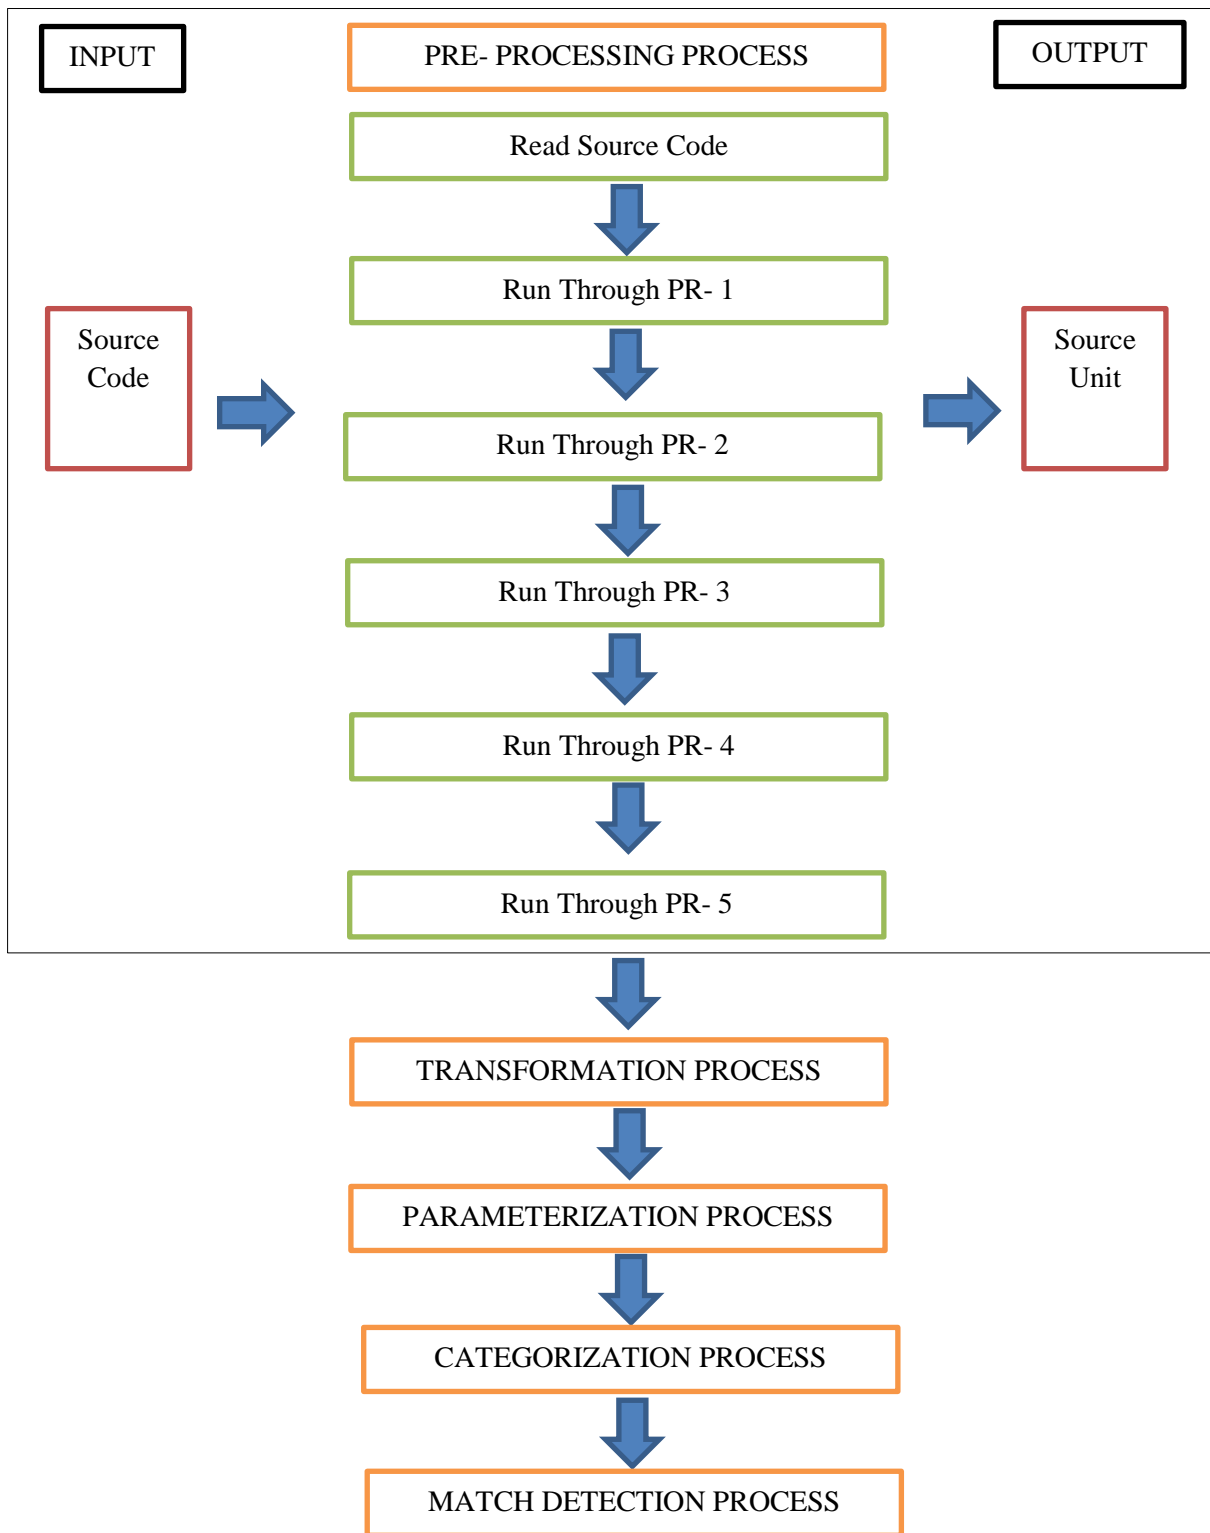 INPUT
PRE- PROCESSING PROCESS
OUTPUT
Read Source Code
Run Through PR- 1
Source
Code
Source
Unit
Run Through PR- 2
Run Through PR- 3
Run Through PR- 4
Run Through PR- 5
TRANSFORMATION PROCESS
PARAMETERIZATION PROCESS
CATEGORIZATION PROCESS
MATCH DETECTION PROCESS